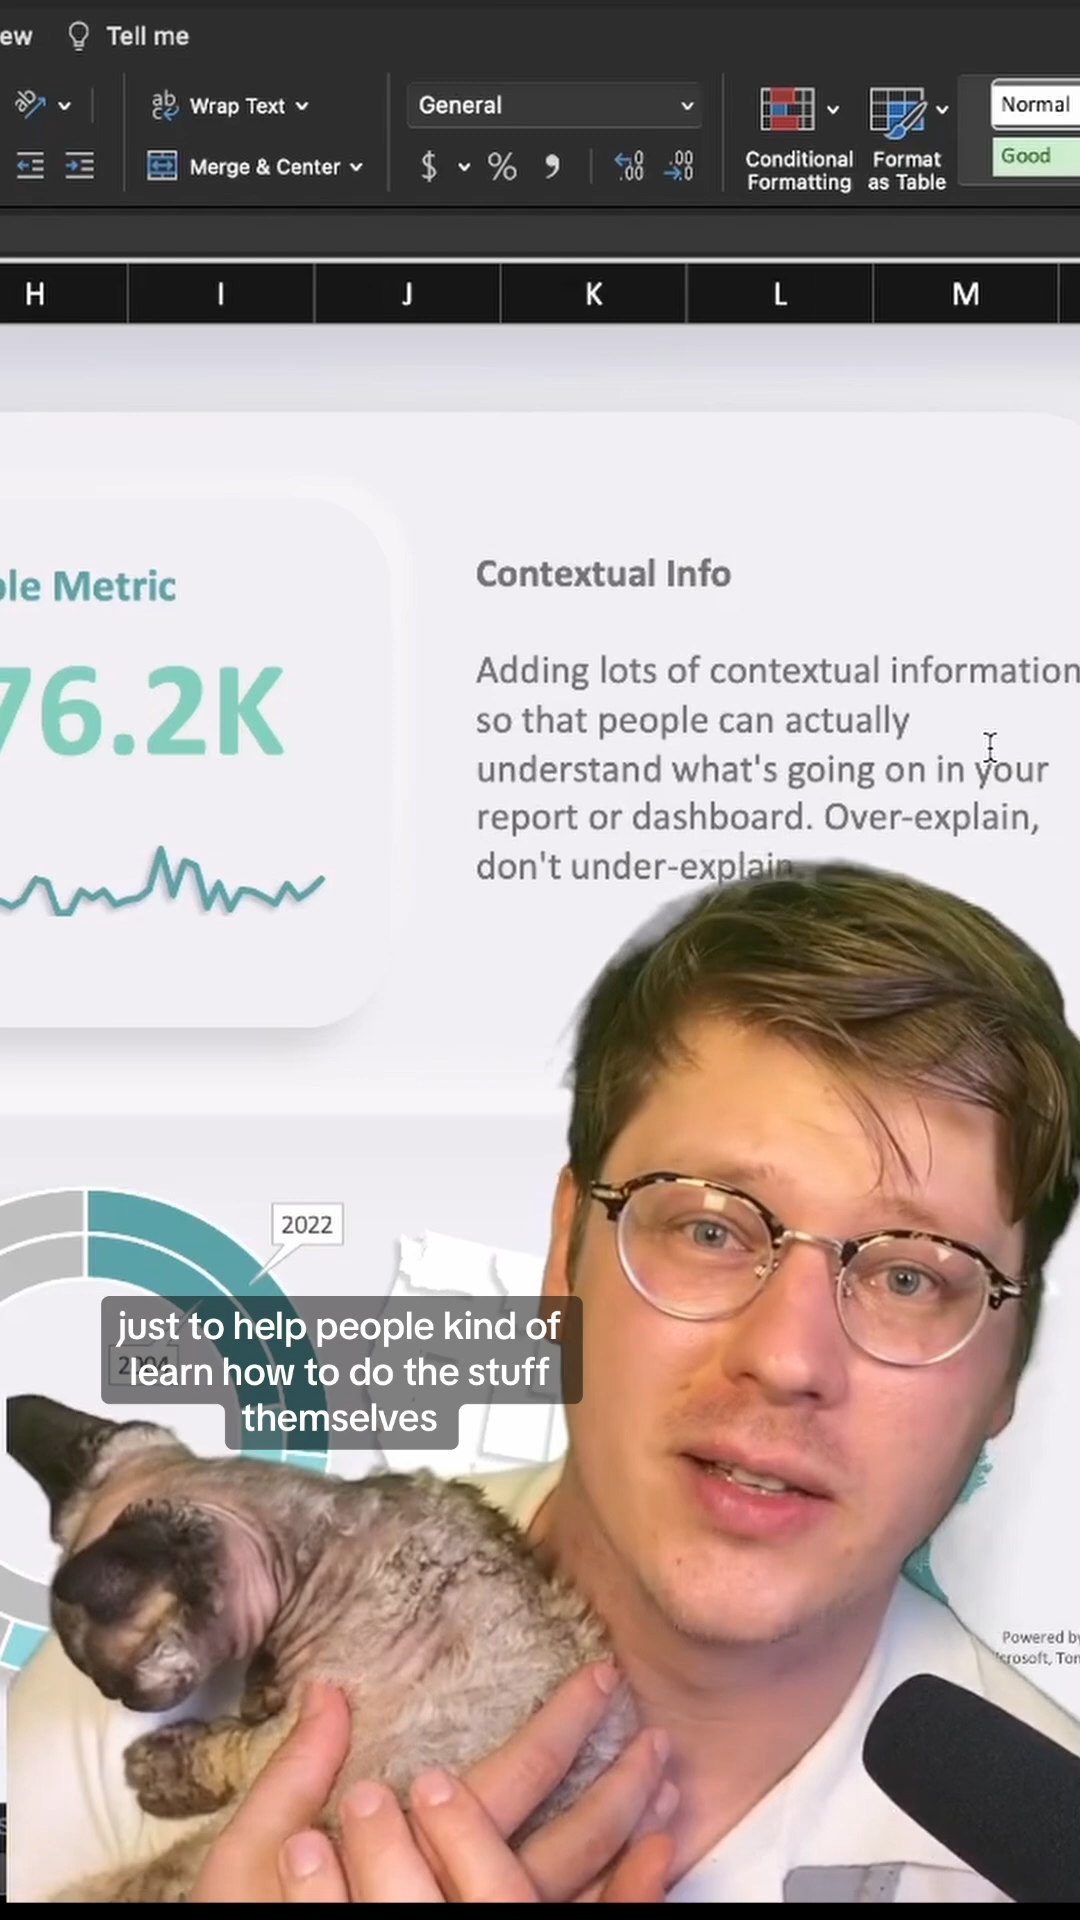 ew Tell me
Wrap Text General
Merge & Center $ % Conditional Formatting Format as Table
Normal
Good
H I J K L M
ple Metric
76.2K
Contextual Info
Adding lots of contextual information
so that people can actually
understand what's going on in your
report or dashboard. Over-explain,
don't under-explain.
2022
just to help people kind of
learn how to do the stuff
themselves
Powered by
crosoft, Tom